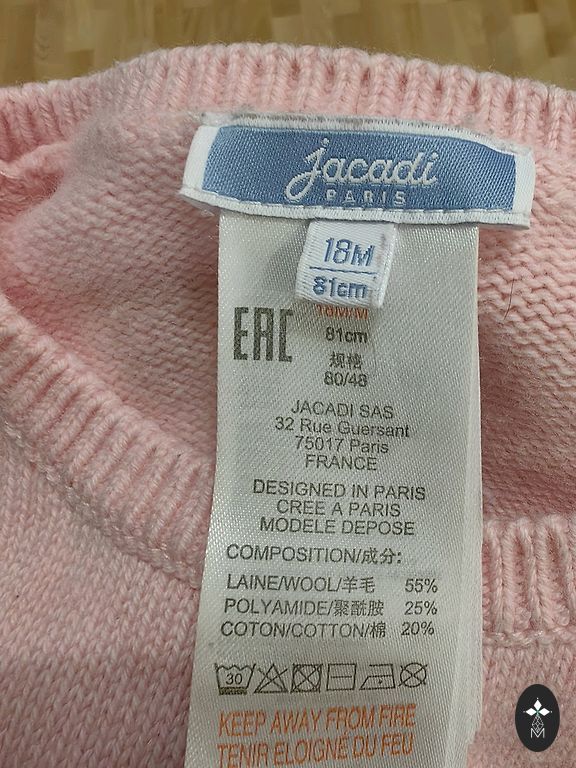 jacadi
PARIS
18M
81cm
18M/M
EAC
81cm
规格
80/48
JACADI SAS
32 Rue Guersant
75017 Paris
FRANCE
DESIGNED IN PARIS
CREE A PARIS
MODELE DEPOSE
COMPOSITION/成分:
LAINE/WOOL/羊毛 55%
POLYAMIDE/聚酰胺 25%
COTON/COTTON/棉 20%
30
KEEP AWAY FROM FIRE
TENIR ELOIGNÉ DU FEU
M